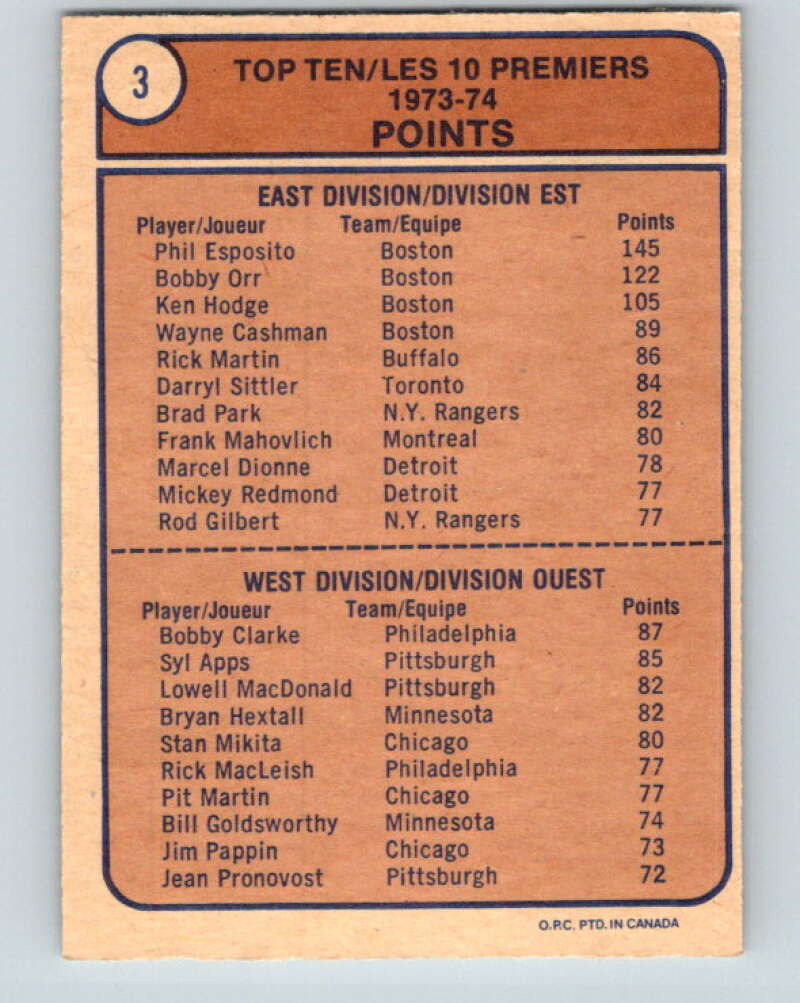 3
TOP TEN/LES 10 PREMIERS
1973-74
POINTS
EAST DIVISION/DIVISION EST
Player/Joueur Team/Equipe Points
Phil Esposito Boston 145
Bobby Orr Boston 122
Ken Hodge Boston 105
Wayne Cashman Boston 89
Rick Martin Buffalo 86
Darryl Sittler Toronto 84
Brad Park N.Y. Rangers 82
Frank Mahovlich Montreal 80
Marcel Dionne Detroit 78
Mickey Redmond Detroit 77
Rod Gilbert N.Y. Rangers 77
WEST DIVISION/DIVISION OUEST
Player/Joueur Team/Equipe Points
Bobby Clarke Philadelphia 87
Syl Apps Pittsburgh 85
Lowell MacDonald Pittsburgh 82
Bryan Hextall Minnesota 82
Stan Mikita Chicago 80
Rick MacLeish Philadelphia 77
Pit Martin Chicago 77
Bill Goldsworthy Minnesota 74
Jim Pappin Chicago 73
Jean Pronovost Pittsburgh 72
O.P.C. PTD. IN CANADA